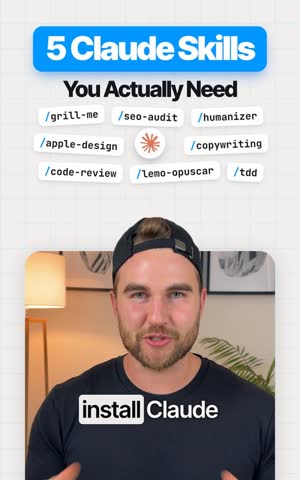 5 Claude Skills
You Actually Need
/grill-me /seo-audit /humanizer
/apple-design /copywriting
/code-review /lemo-opuscar /tdd
install Claude